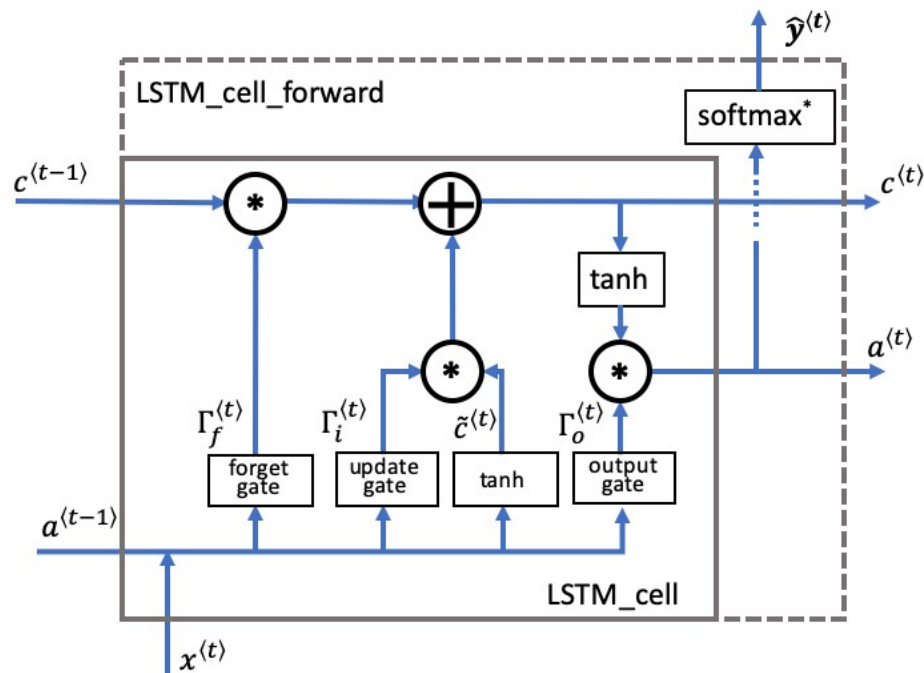 ŷ⟨t⟩
LSTM_cell_forward
softmax*
c⟨t−1⟩
c⟨t⟩
*
+
tanh
a⟨t⟩
*
*
Γf⟨t⟩
Γi⟨t⟩
c̃⟨t⟩
Γo⟨t⟩
forget
gate
update
gate
tanh
output
gate
a⟨t−1⟩
LSTM_cell
x⟨t⟩